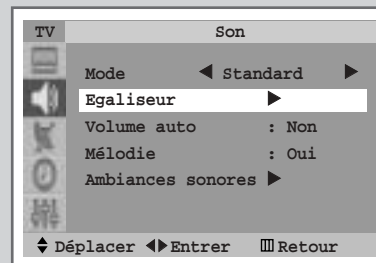 TV Son
Mode ◀ Standard ▶
Egaliseur ▶
Volume auto : Non
Mélodie : Oui
Ambiances sonores ▶
Déplacer Entrer Retour